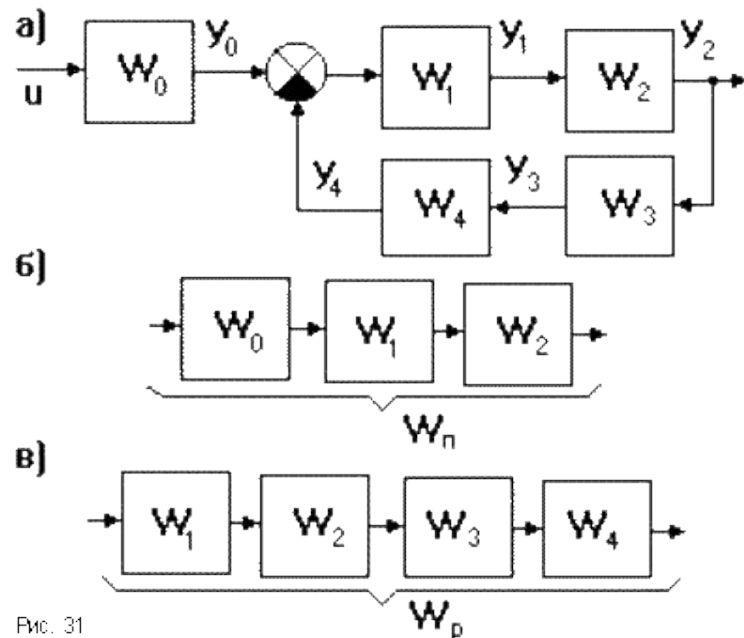 а)
W₀ y₀ W₁ y₁ W₂ y₂
u
y₄ W₄ y₃ W₃
б)
W₀ W₁ W₂
Wп
в)
W₁ W₂ W₃ W₄
Wр
Рис. 31